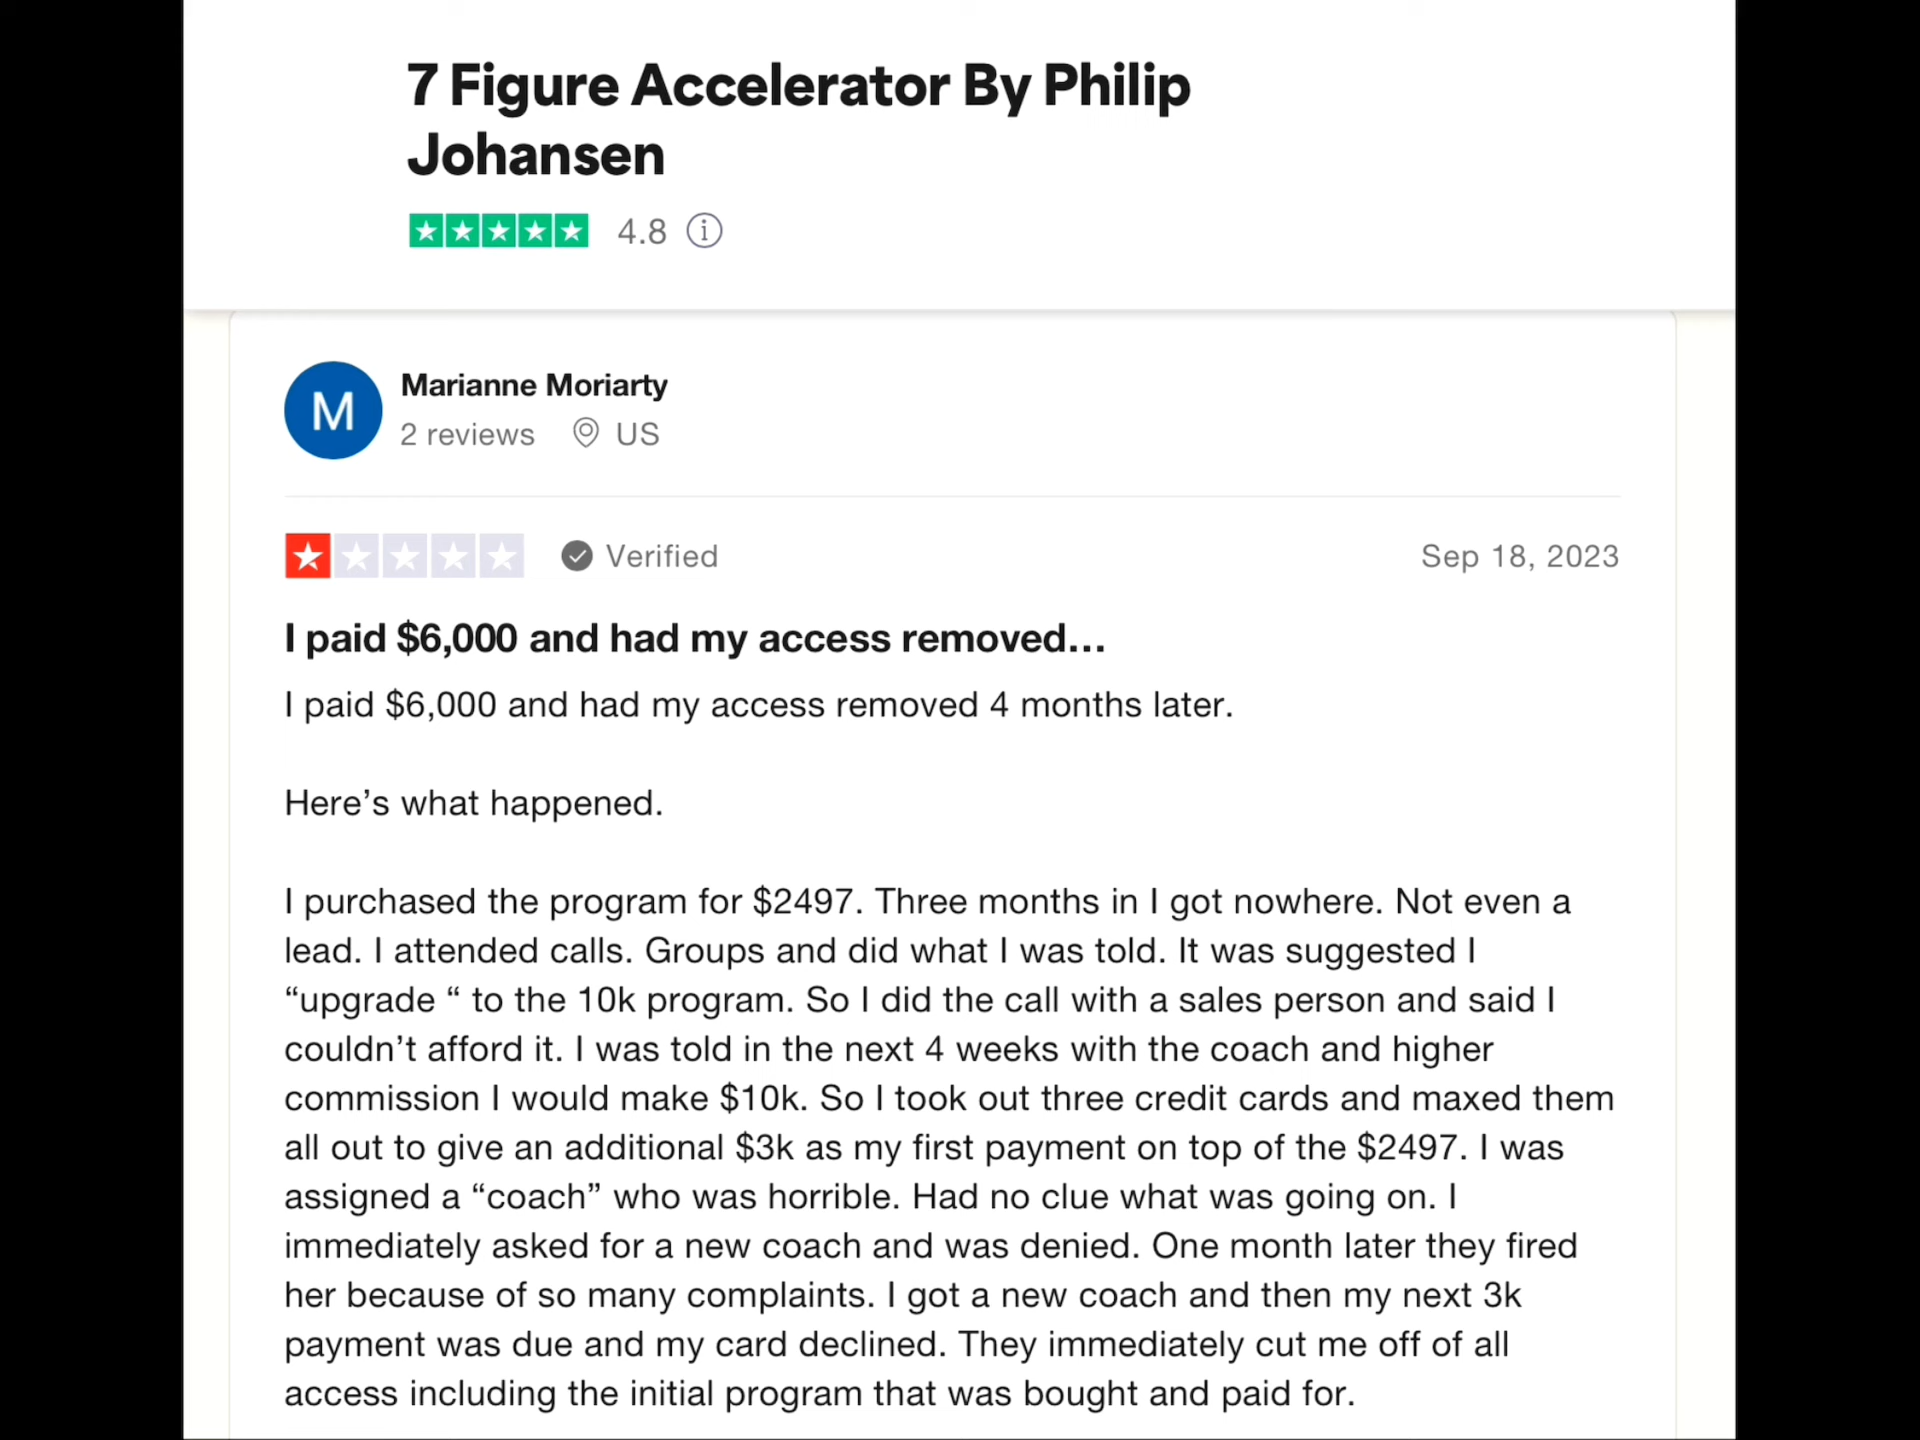 7 Figure Accelerator By Philip
Johansen
4.8
M
Marianne Moriarty
2 reviews US
Verified Sep 18, 2023
I paid $6,000 and had my access removed...
I paid $6,000 and had my access removed 4 months later.
Here’s what happened.
I purchased the program for $2497. Three months in I got nowhere. Not even a
lead. I attended calls. Groups and did what I was told. It was suggested I
“upgrade “ to the 10k program. So I did the call with a sales person and said I
couldn’t afford it. I was told in the next 4 weeks with the coach and higher
commission I would make $10k. So I took out three credit cards and maxed them
all out to give an additional $3k as my first payment on top of the $2497. I was
assigned a “coach” who was horrible. Had no clue what was going on. I
immediately asked for a new coach and was denied. One month later they fired
her because of so many complaints. I got a new coach and then my next 3k
payment was due and my card declined. They immediately cut me off of all
access including the initial program that was bought and paid for.